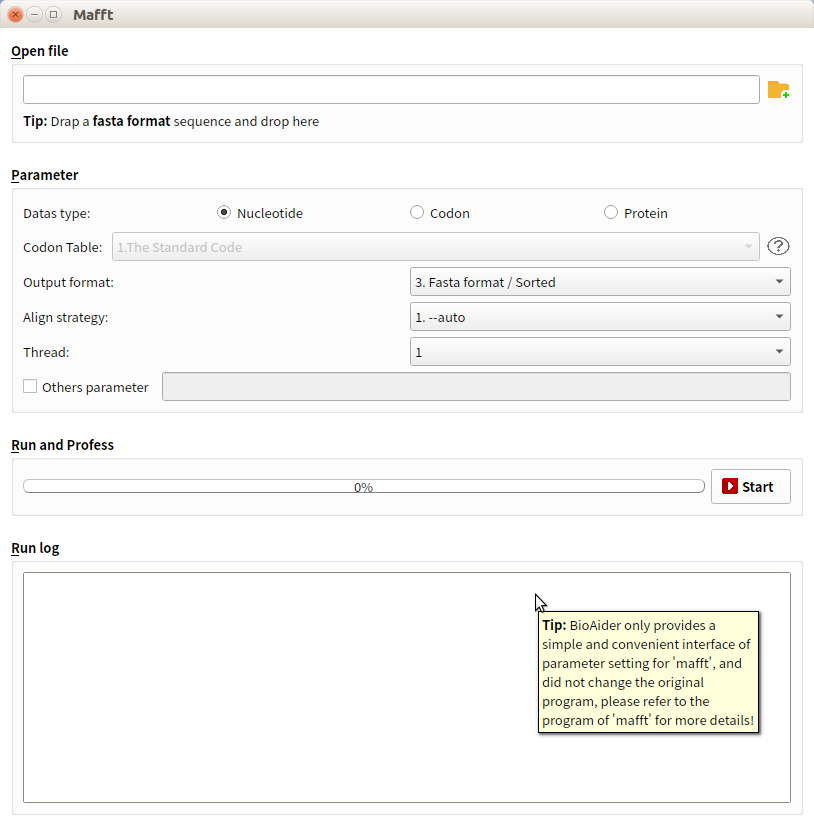 Mafft
Open file
Tip: Drap a fasta format sequence and drop here
Parameter
Datas type: Nucleotide Codon Protein
Codon Table: 1.The Standard Code ?
Output format: 3. Fasta format / Sorted
Align strategy: 1. --auto
Thread: 1
Others parameter
Run and Profess
0% Start
Run log
Tip: BioAider only provides a
simple and convenient interface of
parameter setting for 'mafft', and
did not change the original
program, please refer to the
program of 'mafft' for more details!